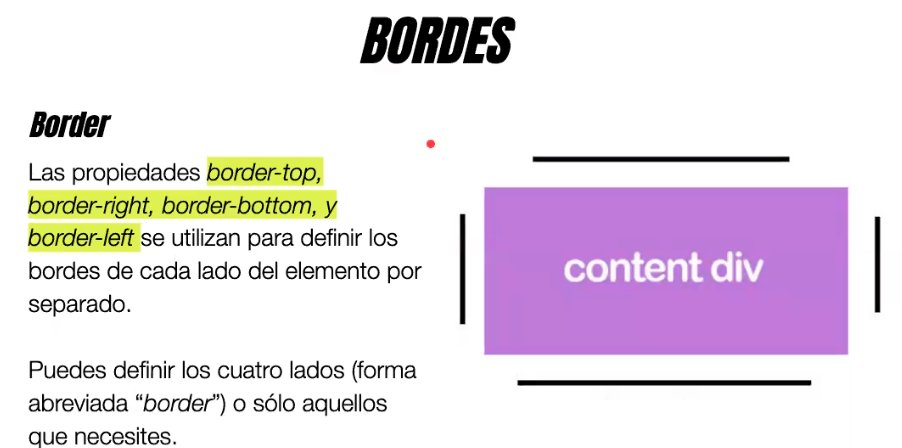 BORDES
Border
Las propiedades border-top,
border-right, border-bottom, y
border-left se utilizan para definir los
bordes de cada lado del elemento por
separado.
Puedes definir los cuatro lados (forma
abreviada “border”) o sólo aquellos
que necesites.
content div